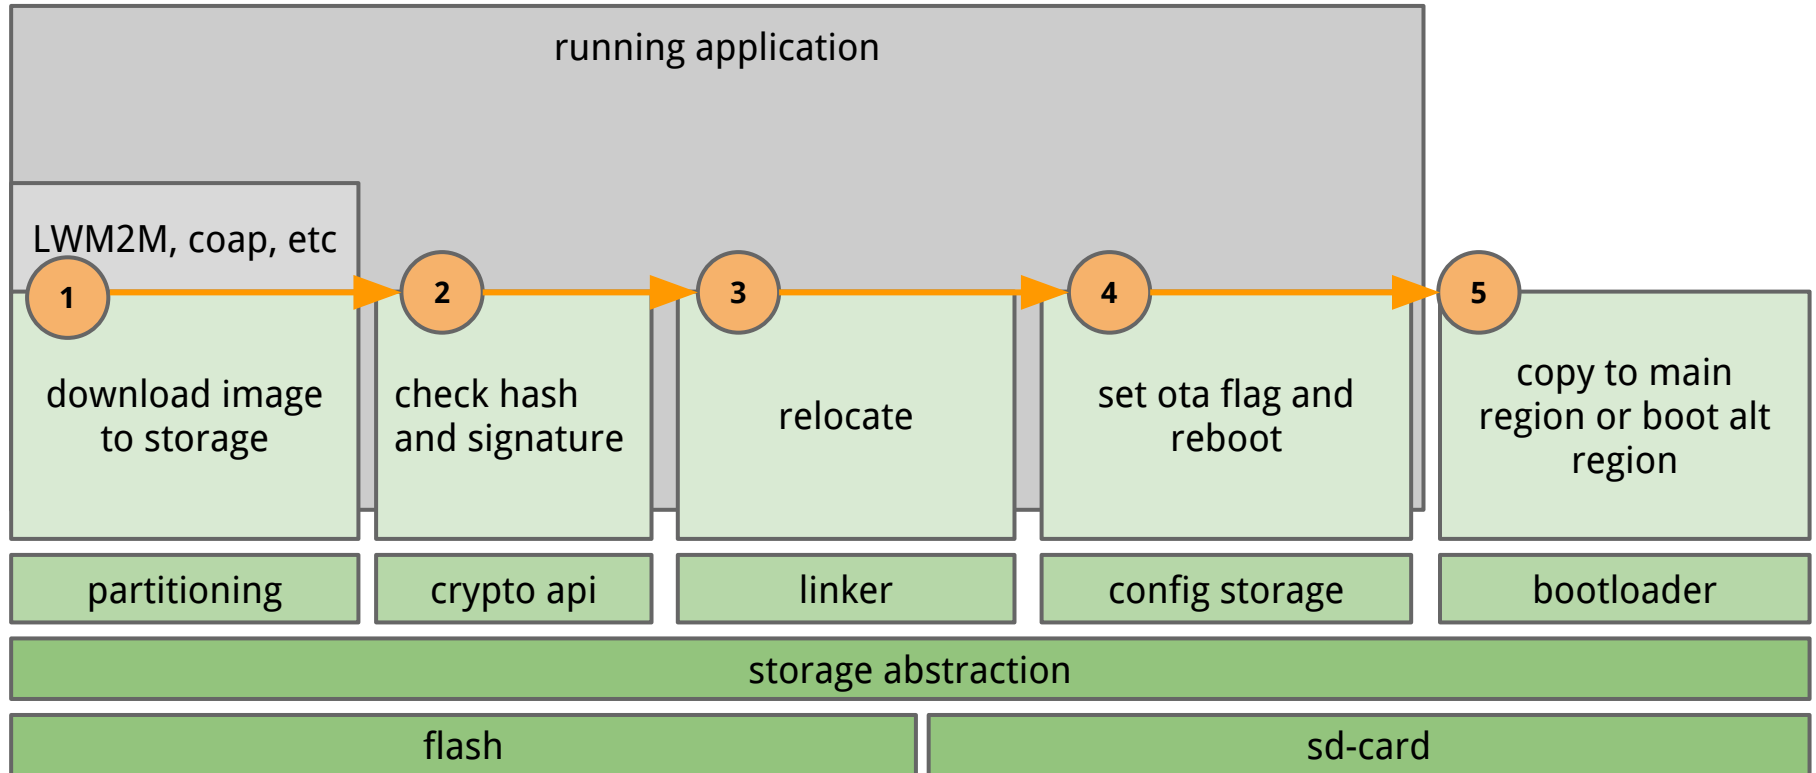 running application
LWM2M, coap, etc
1
2
3
4
5
download image
to storage
check hash
and signature
relocate
set ota flag and
reboot
copy to main
region or boot alt
region
partitioning
crypto api
linker
config storage
bootloader
storage abstraction
flash
sd-card